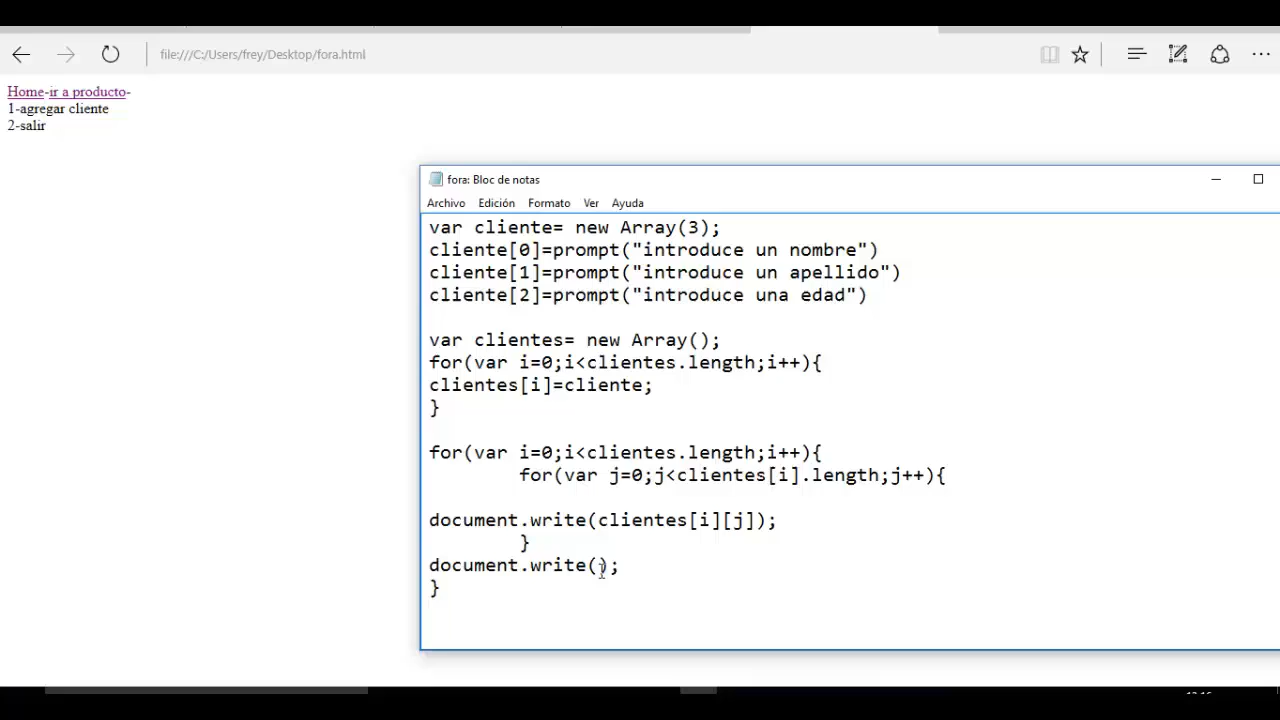 file:///C:/Users/frey/Desktop/fora.html
Home-ir a producto-
1-agregar cliente
2-salir
fora: Bloc de notas
Archivo Edición Formato Ver Ayuda
var cliente= new Array(3);
cliente[0]=prompt("introduce un nombre")
cliente[1]=prompt("introduce un apellido")
cliente[2]=prompt("introduce una edad")
var clientes= new Array();
for(var i=0;i<clientes.length;i++){
clientes[i]=cliente;
}
for(var i=0;i<clientes.length;i++){
for(var j=0;j<clientes[i].length;j++){
document.write(clientes[i][j]);
}
document.write();
}